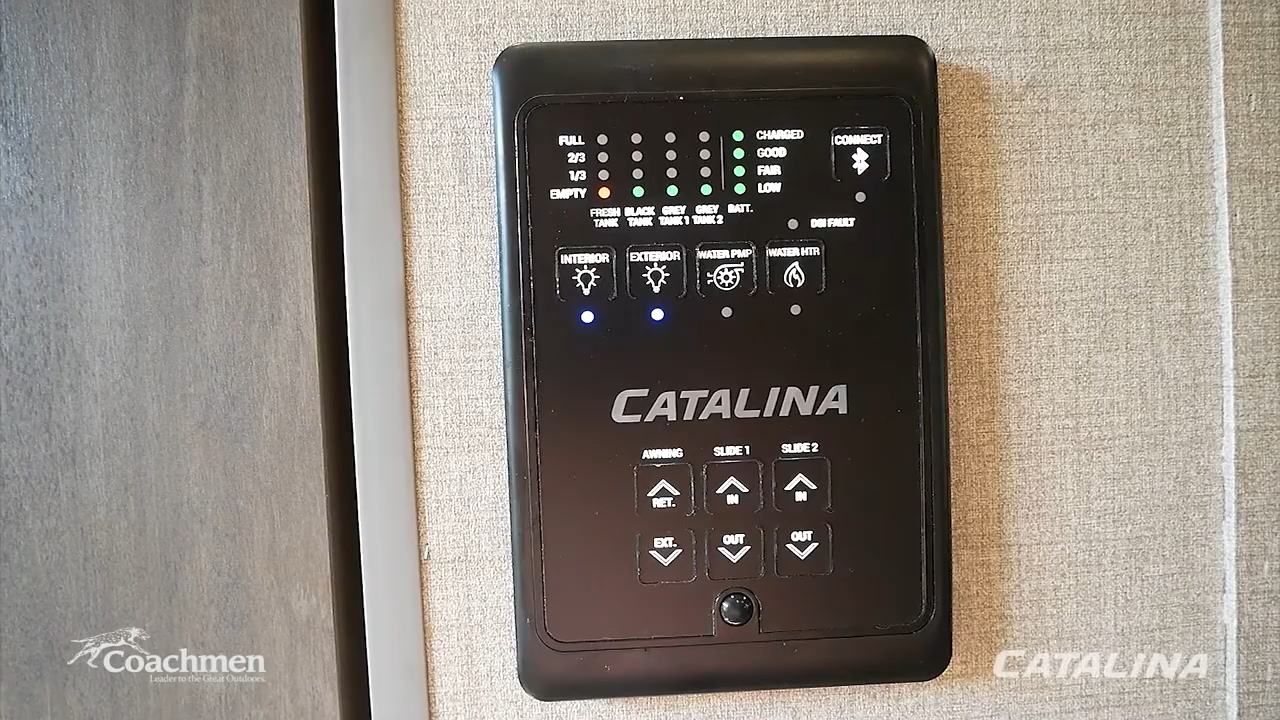 FULL
CHARGED
CONNECT
2/3
GOOD
1/3
FAIR
EMPTY
LOW
FRESH TANK
BLACK TANK
GREY TANK 1
GREY TANK 2
BATT.
DSI FAULT
INTERIOR
EXTERIOR
WATER PMP
WATER HTR
CATALINA
AWNING
SLIDE 1
SLIDE 2
RET.
IN
IN
EXT.
OUT
OUT
Coachmen
Leader to the Great Outdoors.
CATALINA